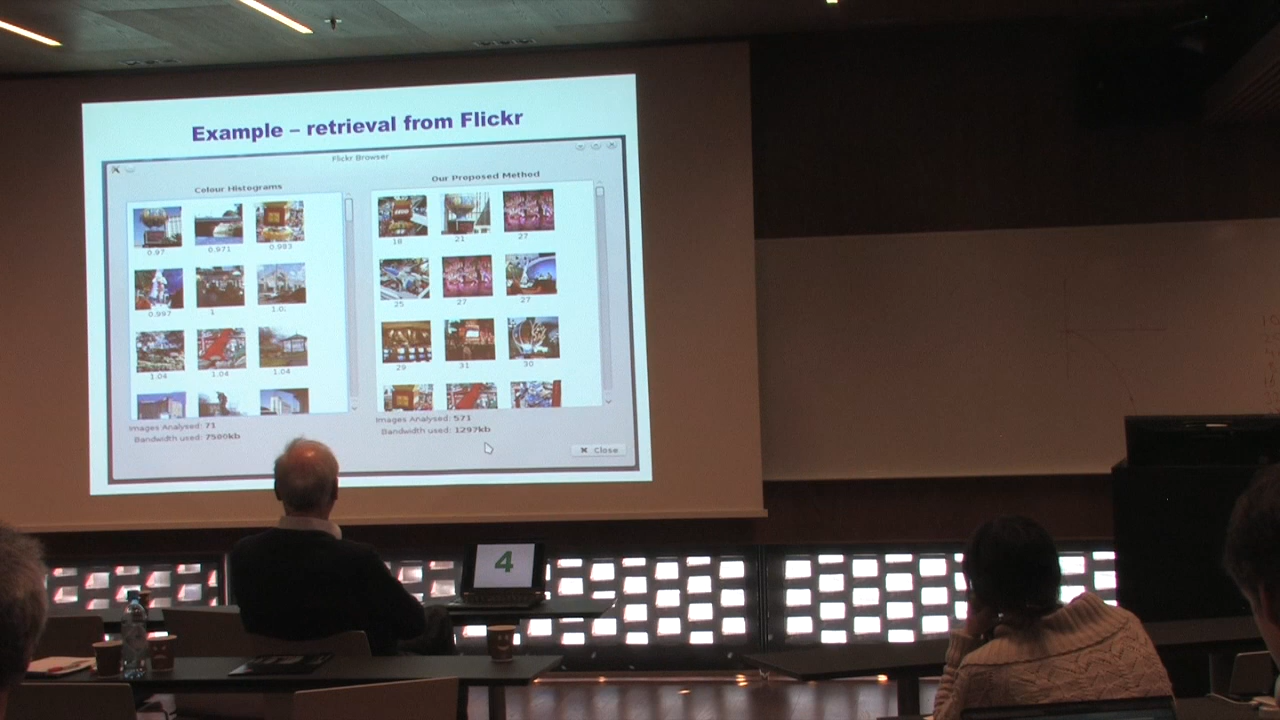 Example – retrieval from Flickr
Flickr Browser
Colour Histograms
Our Proposed Method
0.97 0.971 0.983
0.997 1
1.04 1.04 1.04
Images Analysed: 71
Bandwidth used: 7500kb
18 21 27
25 27 27
29 31 30
Images Analysed: 571
Bandwidth used: 1297kb
Close
4